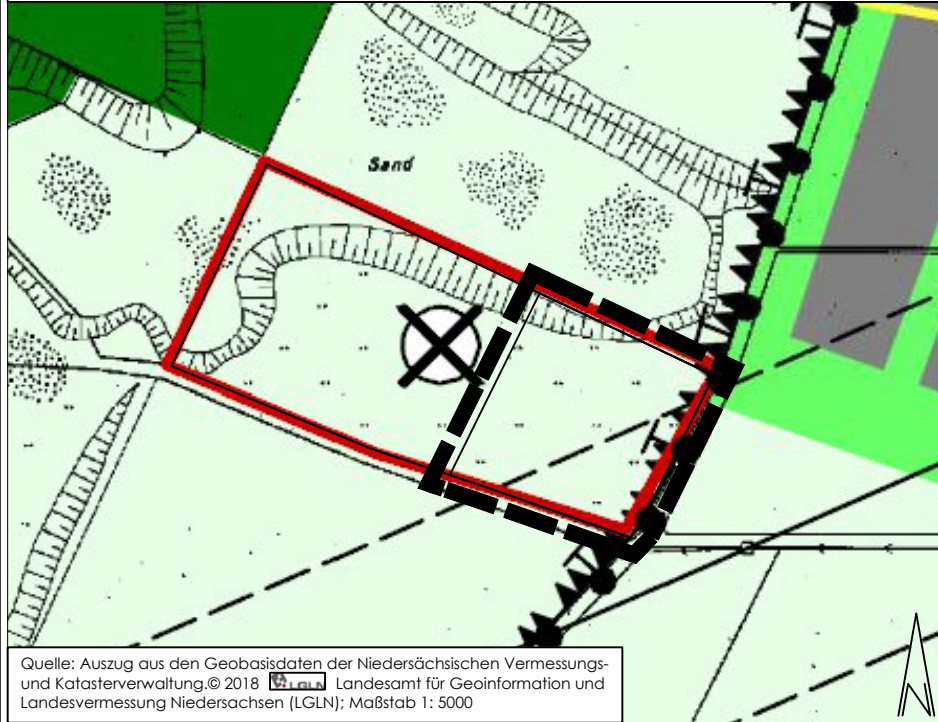 Sand
Quelle: Auszug aus den Geobasisdaten der Niedersächsischen Vermessungs-
und Katasterverwaltung.© 2018 LGLN Landesamt für Geoinformation und
Landesvermessung Niedersachsen (LGLN); Maßstab 1: 5000
N